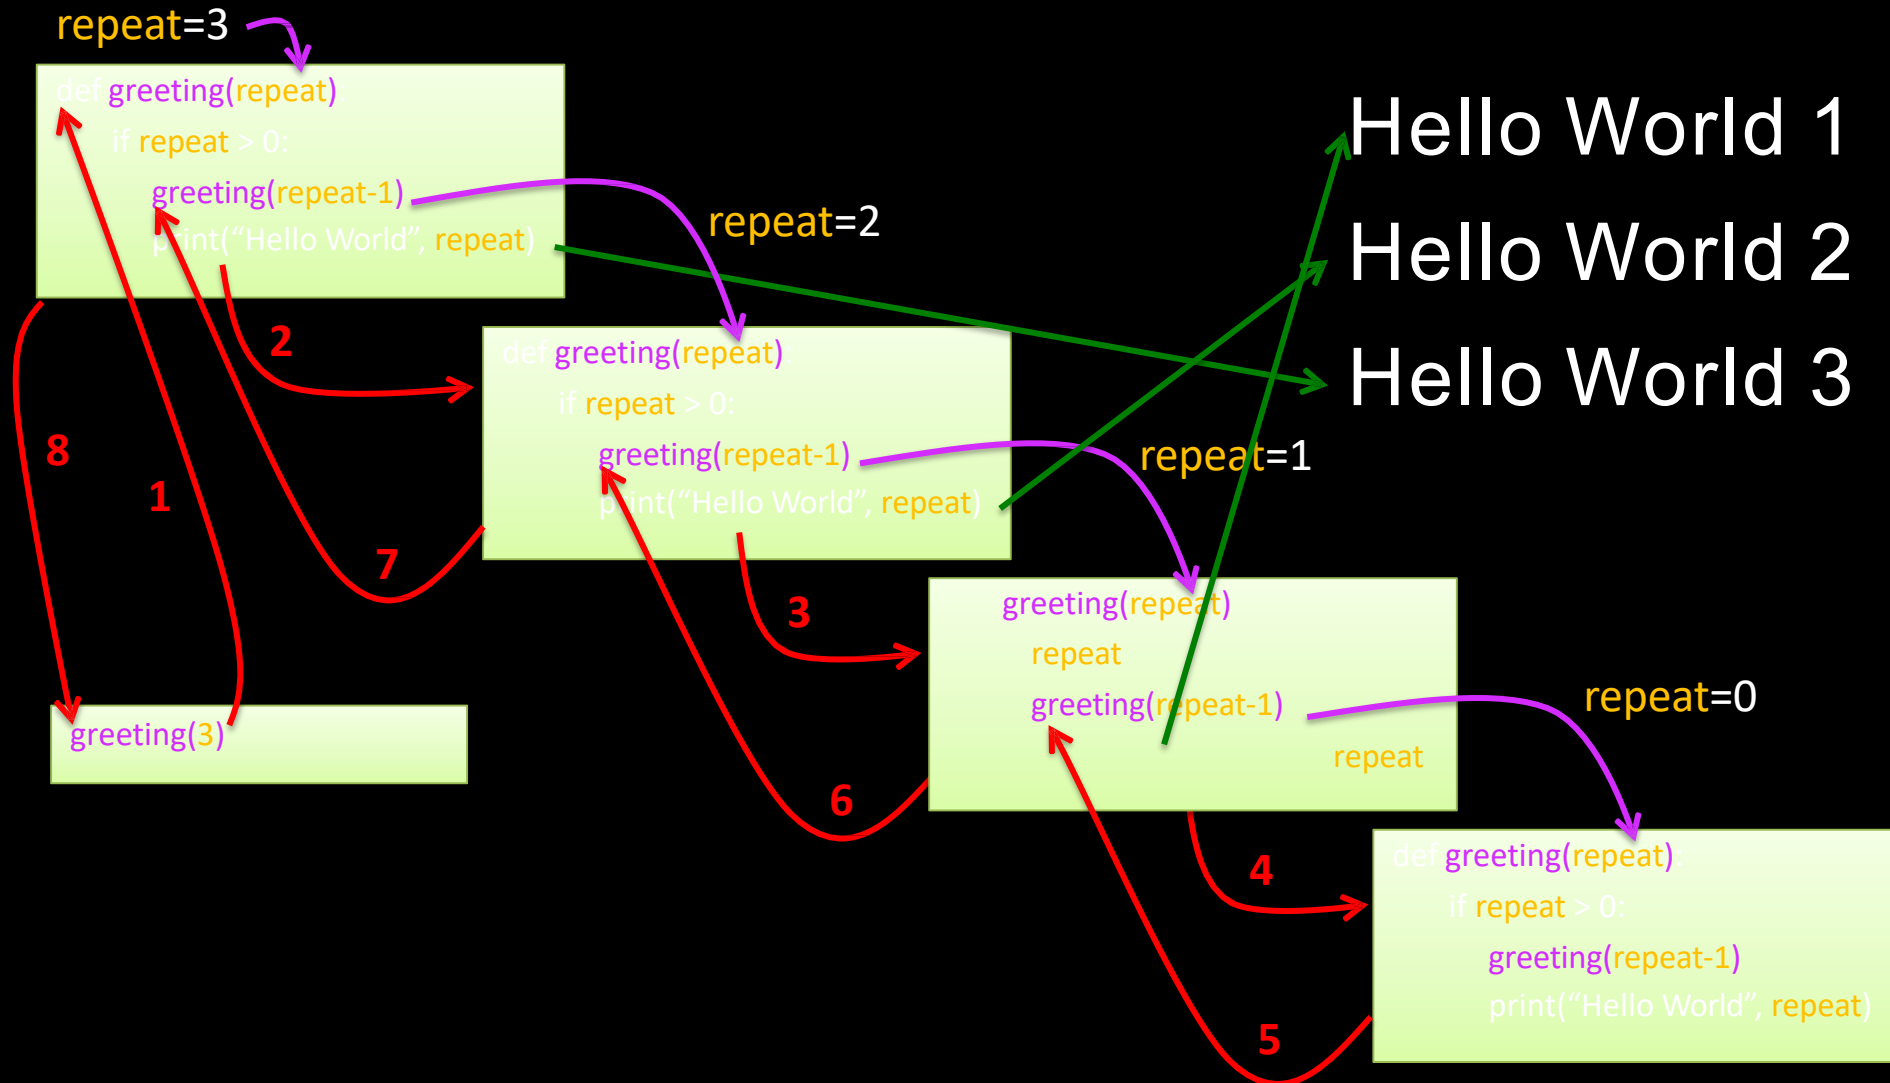 repeat=3
def greeting(repeat):
if repeat > 0:
greeting(repeat-1)
print(“Hello World”, repeat)
repeat=2
Hello World 1
Hello World 2
Hello World 3
2
def greeting(repeat):
if repeat > 0:
greeting(repeat-1)
print(“Hello World”, repeat)
repeat=1
8
1
7
3
greeting(repeat)
repeat
greeting(repeat-1)
repeat
repeat=0
greeting(3)
6
4
def greeting(repeat):
if repeat > 0:
greeting(repeat-1)
print(“Hello World”, repeat)
5